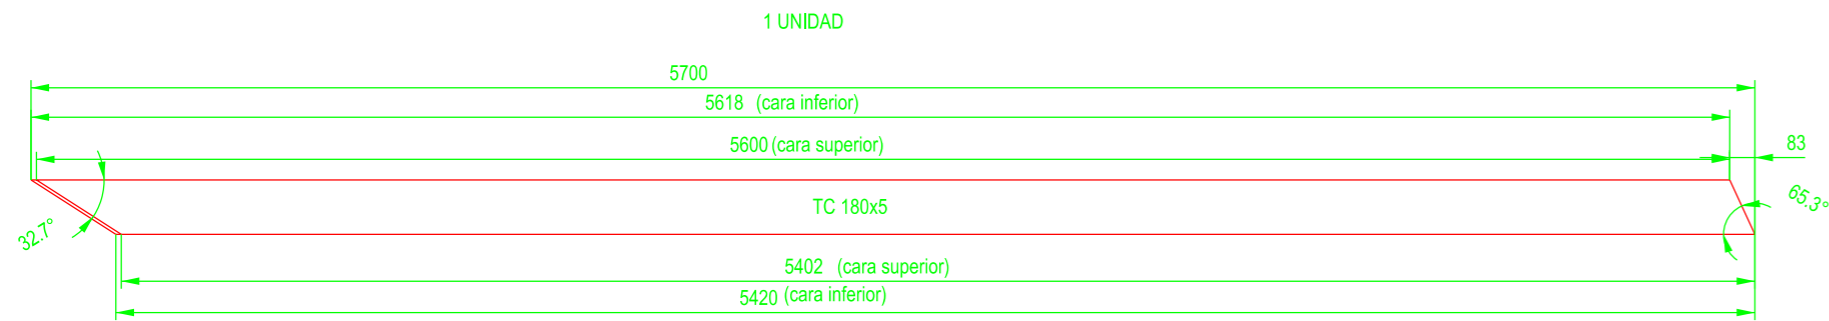 1 UNIDAD
5700
5618 (cara inferior)
5600 (cara superior)
83
TC 180x5
32.7°
65.3°
5402 (cara superior)
5420 (cara inferior)